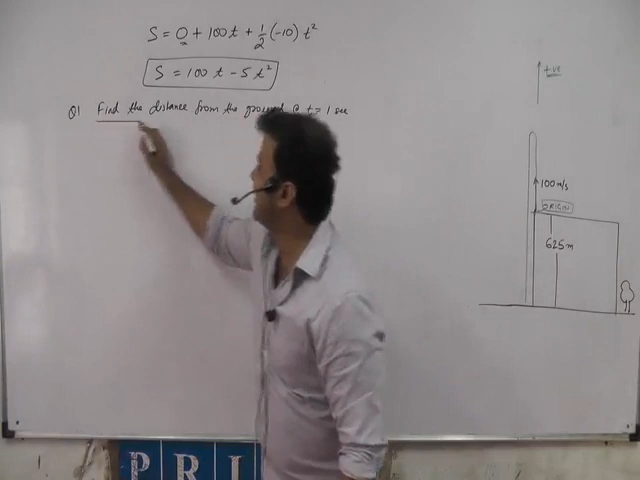 S = 0 + 100t + 1/2 (-10) t²
S = 100 t - 5 t²
Q1 Find the distance from the ground @ t = 1 sec
+ve
100 m/s
ORIGIN
625 m
PRI